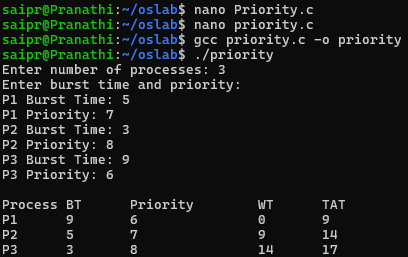 saipr@Pranathi:~/oslab$ nano Priority.c
saipr@Pranathi:~/oslab$ nano priority.c
saipr@Pranathi:~/oslab$ gcc priority.c -o priority
saipr@Pranathi:~/oslab$ ./priority
Enter number of processes: 3
Enter burst time and priority:
P1 Burst Time: 5
P1 Priority: 7
P2 Burst Time: 3
P2 Priority: 8
P3 Burst Time: 9
P3 Priority: 6
Process BT Priority WT TAT
P1 9 6 0 9
P2 5 7 9 14
P3 3 8 14 17